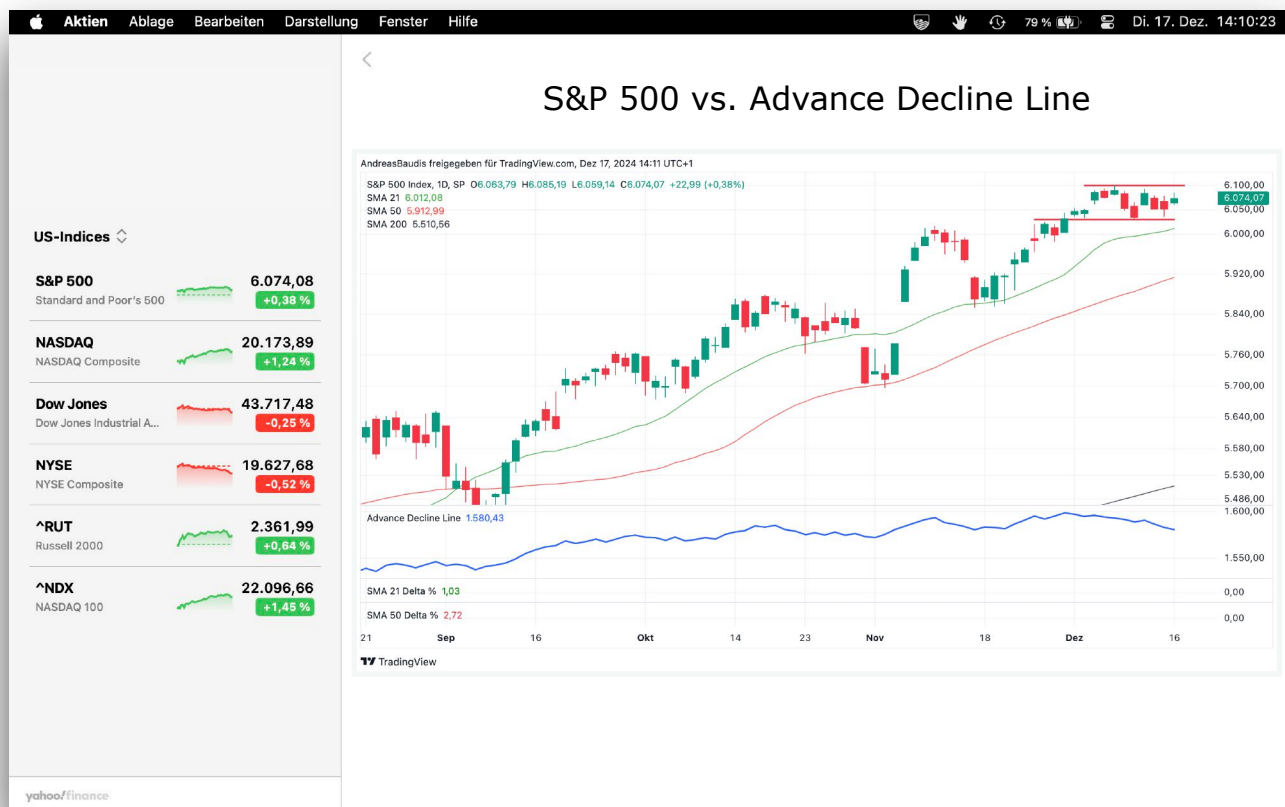 Aktien Ablage Bearbeiten Darstellung Fenster Hilfe 79 % Di. 17. Dez. 14:10:23
US-Indices
S&P 500 6.074,08
Standard and Poor's 500 +0,38 %
NASDAQ 20.173,89
NASDAQ Composite +1,24 %
Dow Jones 43.717,48
Dow Jones Industrial A... -0,25 %
NYSE 19.627,68
NYSE Composite -0,52 %
^RUT 2.361,99
Russell 2000 +0,64 %
^NDX 22.096,66
NASDAQ 100 +1,45 %
yahoo!finance
S&P 500 vs. Advance Decline Line
AndreasBaudis freigegeben für TradingView.com, Dez 17, 2024 14:11 UTC+1
S&P 500 Index, 1D, SP O6.063,79 H6.085,19 L6.059,14 C6.074,07 +22,99 (+0,38%)
SMA 21 6.012,08
SMA 50 5.912,99
SMA 200 5.510,56
6.100,00
6.074,07
6.050,00
6.000,00
5.920,00
5.840,00
5.760,00
5.700,00
5.640,00
5.580,00
5.530,00
5.486,00
Advance Decline Line 1.580,43
1.600,00
1.550,00
SMA 21 Delta % 1,03 0,00
SMA 50 Delta % 2,72 0,00
21 Sep 16 Okt 14 23 Nov 18 Dez 16
TradingView